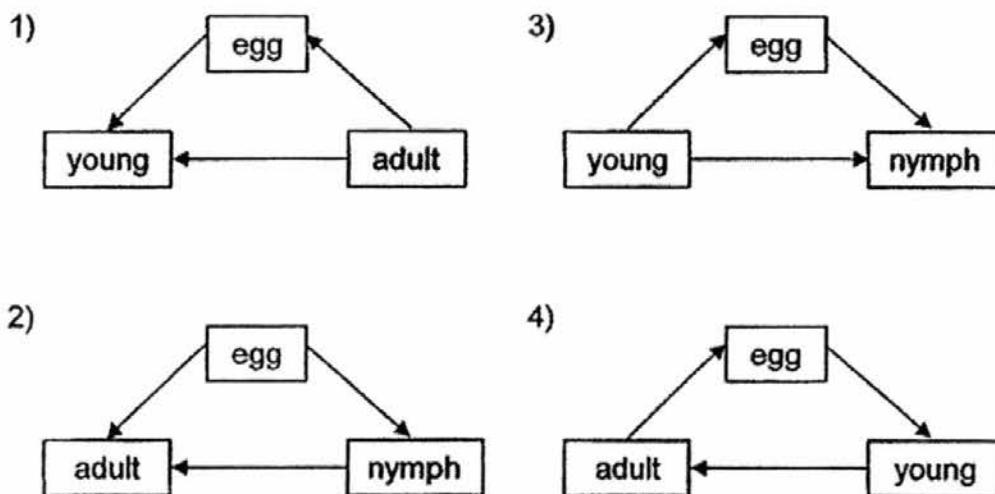 1)
egg
young
adult
3)
egg
young
nymph
2)
egg
adult
nymph
4)
egg
adult
young